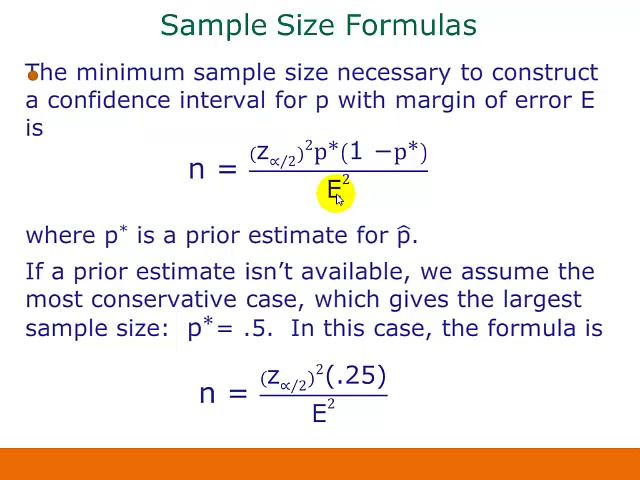 Sample Size Formulas
The minimum sample size necessary to construct
a confidence interval for p with margin of error E
is
n = (z∝/2)²p*(1 −p*) / E²
where p* is a prior estimate for p̂.
If a prior estimate isn't available, we assume the
most conservative case, which gives the largest
sample size: p*= .5. In this case, the formula is
n = (z∝/2)²(.25) / E²